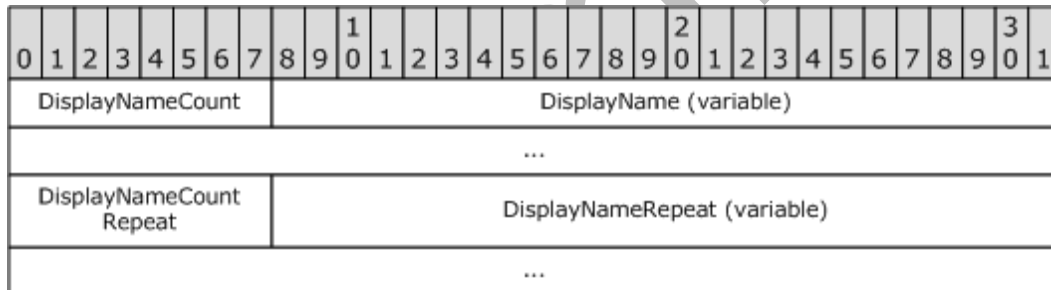 1 2 3
0 1 2 3 4 5 6 7 8 9 0 1 2 3 4 5 6 7 8 9 0 1 2 3 4 5 6 7 8 9 0 1
DisplayNameCount DisplayName (variable)
...
DisplayNameCount
Repeat
DisplayNameRepeat (variable)
...